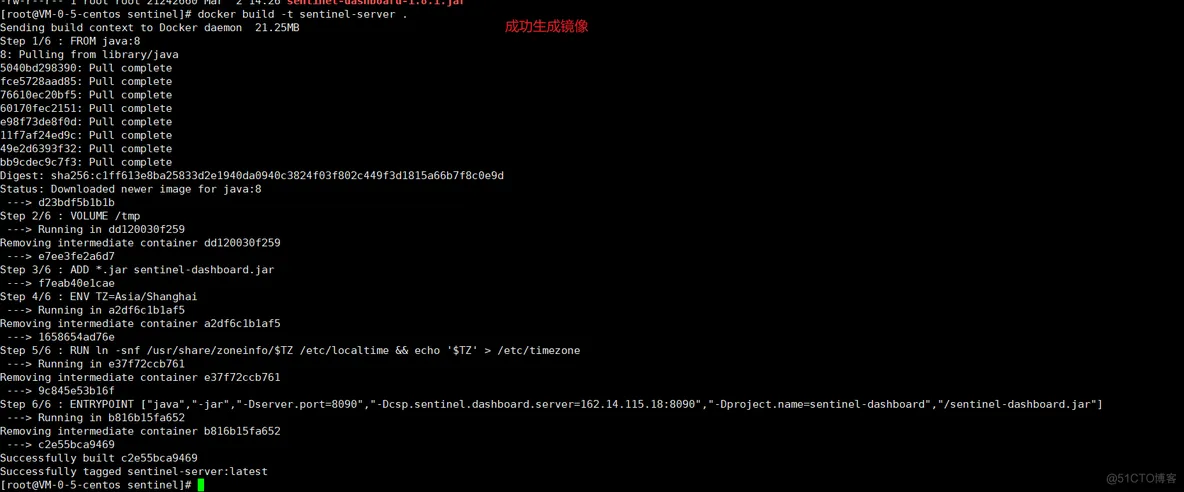 -rw-r--r-- 1 root root 21242660 Mar  2 14:26 sentinel-dashboard-1.8.1.jar
[root@VM-0-5-centos sentinel]# docker build -t sentinel-server .
成功生成镜像
Sending build context to Docker daemon  21.25MB
Step 1/6 : FROM java:8
8: Pulling from library/java
5040bd298390: Pull complete
fce5728aad85: Pull complete
76610ec20bf5: Pull complete
60170fec2151: Pull complete
e98f73de8f0d: Pull complete
11f7af24ed9c: Pull complete
49e2d6393f32: Pull complete
bb9cdec9c7f3: Pull complete
Digest: sha256:c1ff613e8ba25833d2e1940da0940c3824f03f802c449f3d1815a66b7f8c0e9d
Status: Downloaded newer image for java:8
 ---> d23bdf5b1b1b
Step 2/6 : VOLUME /tmp
 ---> Running in dd120030f259
Removing intermediate container dd120030f259
 ---> e7ee3fe2a6d7
Step 3/6 : ADD *.jar sentinel-dashboard.jar
 ---> f7eab40e1cae
Step 4/6 : ENV TZ=Asia/Shanghai
 ---> Running in a2df6c1b1af5
Removing intermediate container a2df6c1b1af5
 ---> 1658654ad76e
Step 5/6 : RUN ln -snf /usr/share/zoneinfo/$TZ /etc/localtime && echo '$TZ' > /etc/timezone
 ---> Running in e37f72ccb761
Removing intermediate container e37f72ccb761
 ---> 9c845e53b16f
Step 6/6 : ENTRYPOINT ["java","-jar","-Dserver.port=8090","-Dcsp.sentinel.dashboard.server=162.14.115.18:8090","-Dproject.name=sentinel-dashboard","/sentinel-dashboard.jar"]
 ---> Running in b816b15fa652
Removing intermediate container b816b15fa652
 ---> c2e55bca9469
Successfully built c2e55bca9469
Successfully tagged sentinel-server:latest
[root@VM-0-5-centos sentinel]#
@51CTO博客